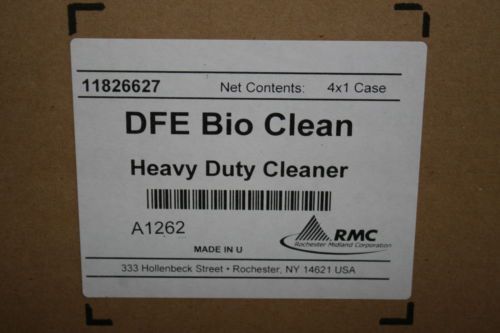 11826627 Net Contents: 4x1 Case
DFE Bio Clean
Heavy Duty Cleaner
A1262
MADE IN U
RMC
Rochester Midland Corporation
333 Hollenbeck Street • Rochester, NY 14621 USA